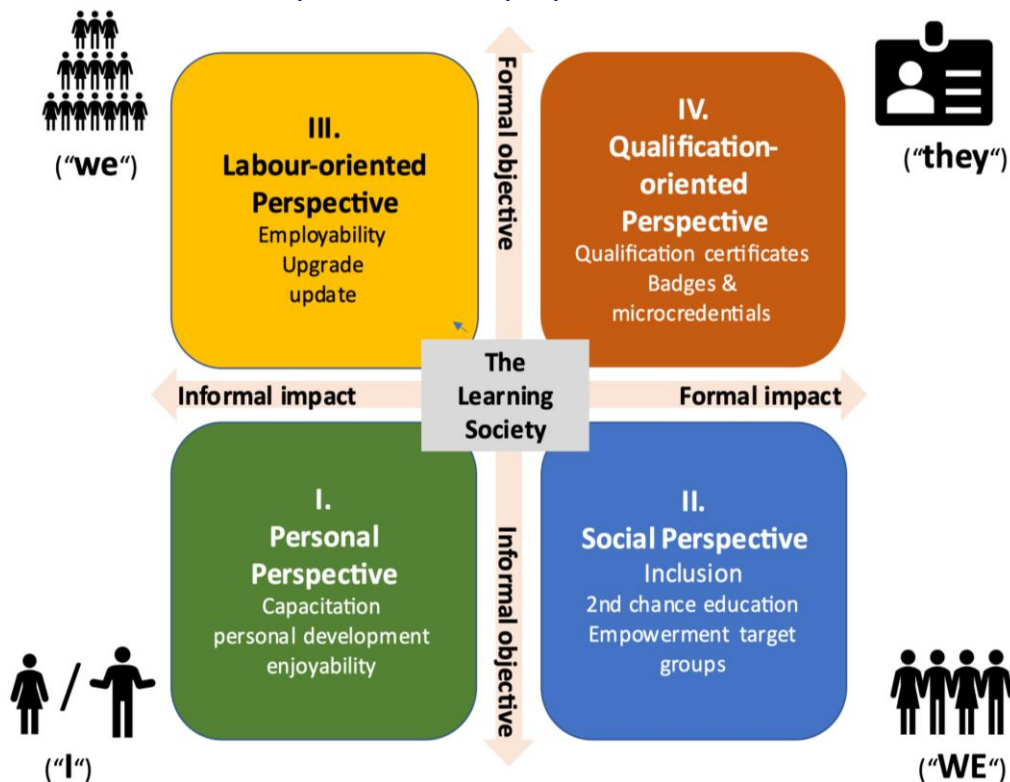 ("we")
III.
Labour-oriented
Perspective
Employability
Upgrade
update
Formal objective
IV.
Qualification-
oriented
Perspective
Qualification certificates
Badges &
microcredentials
("they")
Informal impact
The
Learning
Society
Formal impact
I.
Personal
Perspective
Capacitation
personal development
enjoyability
("I")
Informal objective
II.
Social Perspective
Inclusion
2nd chance education
Empowerment target
groups
("WE")